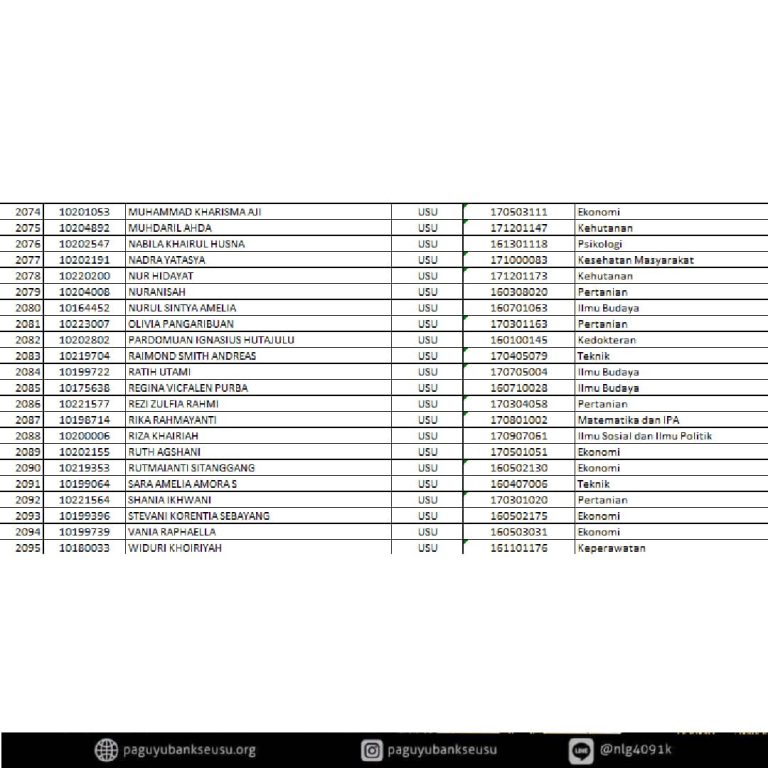 2074 10201053 MUHAMMAD KHARISMA AJI USU 170503111 Ekonomi
2075 10204892 MUHDARIL AHDA USU 171201147 Kehutanan
2076 10202547 NABILA KHAIRUL HUSNA USU 161301118 Psikologi
2077 10202191 NADRA YATASYA USU 171000083 Kesehatan Masyarakat
2078 10220200 NUR HIDAYAT USU 171201173 Kehutanan
2079 10204008 NURANISAH USU 160308020 Pertanian
2080 10164452 NURUL SINTYA AMELIA USU 160701063 Ilmu Budaya
2081 10223007 OLIVIA PANGARIBUAN USU 170301163 Pertanian
2082 10202802 PARDOMUAN IGNASIUS HUTAJULU USU 160100145 Kedokteran
2083 10219704 RAIMOND SMITH ANDREAS USU 170405079 Teknik
2084 10199722 RATIH UTAMI USU 170705004 Ilmu Budaya
2085 10175638 REGINA VICFALEN PURBA USU 160710028 Ilmu Budaya
2086 10221577 REZI ZULFIA RAHMI USU 170304058 Pertanian
2087 10198714 RIKA RAHMAYANTI USU 170801002 Matematika dan IPA
2088 10200006 RIZA KHAIRIAH USU 170907061 Ilmu Sosial dan Ilmu Politik
2089 10202155 RUTH AGSHANI USU 170501051 Ekonomi
2090 10219353 RUTMAIANTI SITANGGANG USU 160502130 Ekonomi
2091 10199064 SARA AMELIA AMORA S USU 160407006 Teknik
2092 10221564 SHANIA IKHWANI USU 170301020 Pertanian
2093 10199396 STEVANI KORENTIA SEBAYANG USU 160502175 Ekonomi
2094 10199739 VANIA RAPHAELLA USU 160503031 Ekonomi
2095 10180033 WIDURI KHOIRIYAH USU 161101176 Keperawatan
paguyubankseusu.org paguyubankseusu LINE @nlg4091k